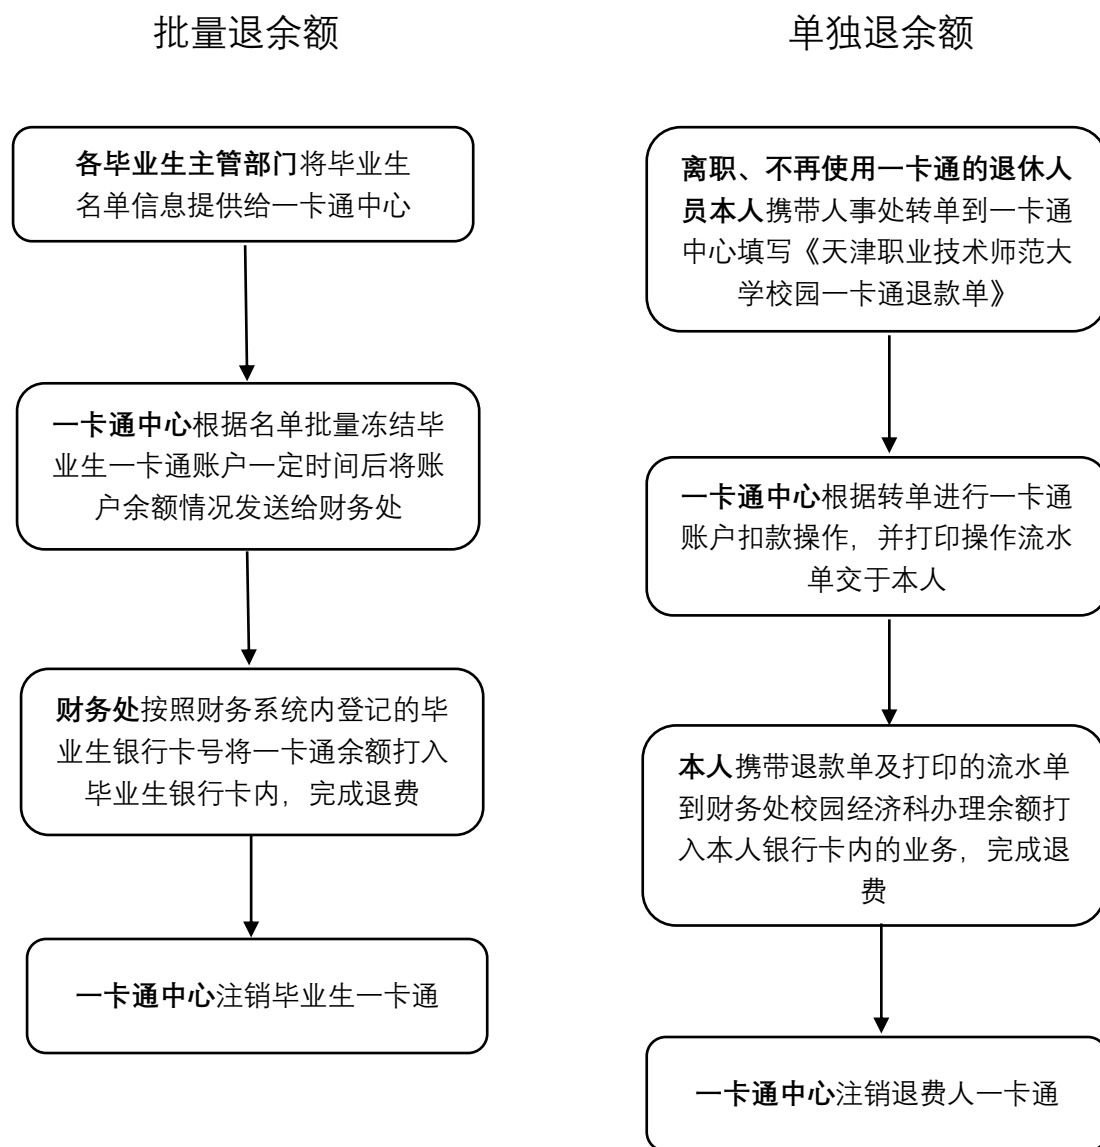 批量退余额
各毕业生主管部门将毕业生
名单信息提供给一卡通中心
一卡通中心根据名单批量冻结毕
业生一卡通账户一定时间后将账
户余额情况发送给财务处
财务处按照财务系统内登记的毕
业生银行卡号将一卡通余额打入
毕业生银行卡内，完成退费
一卡通中心注销毕业生一卡通
单独退余额
离职、不再使用一卡通的退休人
员本人携带人事处转单到一卡通
中心填写《天津职业技术师范大
学校园一卡通退款单》
一卡通中心根据转单进行一卡通
账户扣款操作，并打印操作流水
单交于本人
本人携带退款单及打印的流水单
到财务处校园经济科办理余额打
入本人银行卡内的业务，完成退
费
一卡通中心注销退费人一卡通